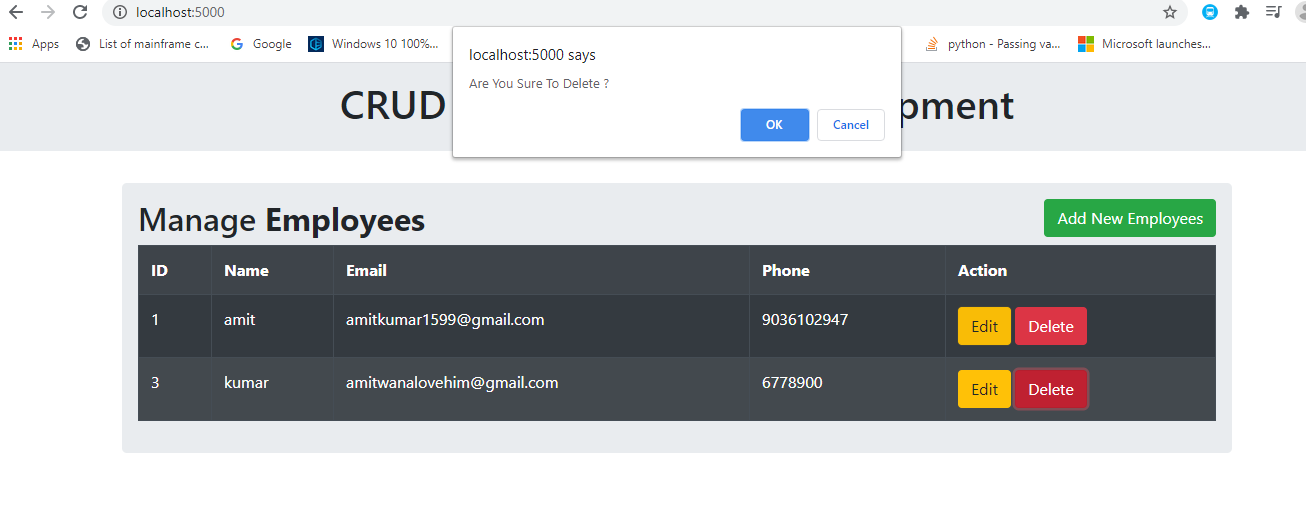 localhost:5000
Apps
List of mainframe c...
Google
Windows 10 100%...
python - Passing va...
Microsoft launches...
localhost:5000 says
Are You Sure To Delete ?
OK
Cancel
CRUD
pment
Manage Employees
Add New Employees
ID Name Email Phone Action
1 amit amitkumar1599@gmail.com 9036102947 Edit Delete
3 kumar amitwanalovehim@gmail.com 6778900 Edit Delete